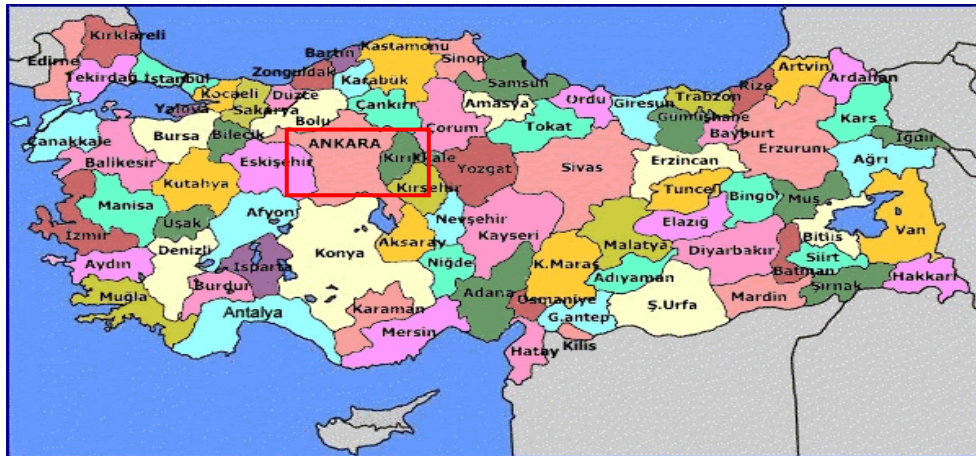 Kırklareli
Edirne
Tekirdağ
İstanbul
Kocaeli
Yalova
Sakarya
Düzce
Zonguldak
Bartın
Karabük
Kastamonu
Sinop
Samsun
Çankırı
Bolu
Amasya
Ordu
Giresun
Trabzon
Rize
Artvin
Ardahan
Kars
Iğdır
Gümüşhane
Bayburt
Erzurum
Ağrı
Çanakkale
Balıkesir
Bursa
Bilecik
Eskişehir
ANKARA
Kırıkkale
Çorum
Tokat
Yozgat
Sivas
Erzincan
Tunceli
Bingöl
Muş
Kutahya
Kırşehir
Manisa
Uşak
Afyon
Nevşehir
Kayseri
Malatya
Elazığ
Diyarbakır
Bitlis
Van
İzmir
Denizli
Isparta
Konya
Aksaray
Niğde
K.Maraş
Adıyaman
Batman
Siirt
Şırnak
Hakkari
Aydın
Burdur
Muğla
Antalya
Karaman
Mersin
Adana
Osmaniye
G.antep
Ş.Urfa
Mardin
Hatay
Kilis